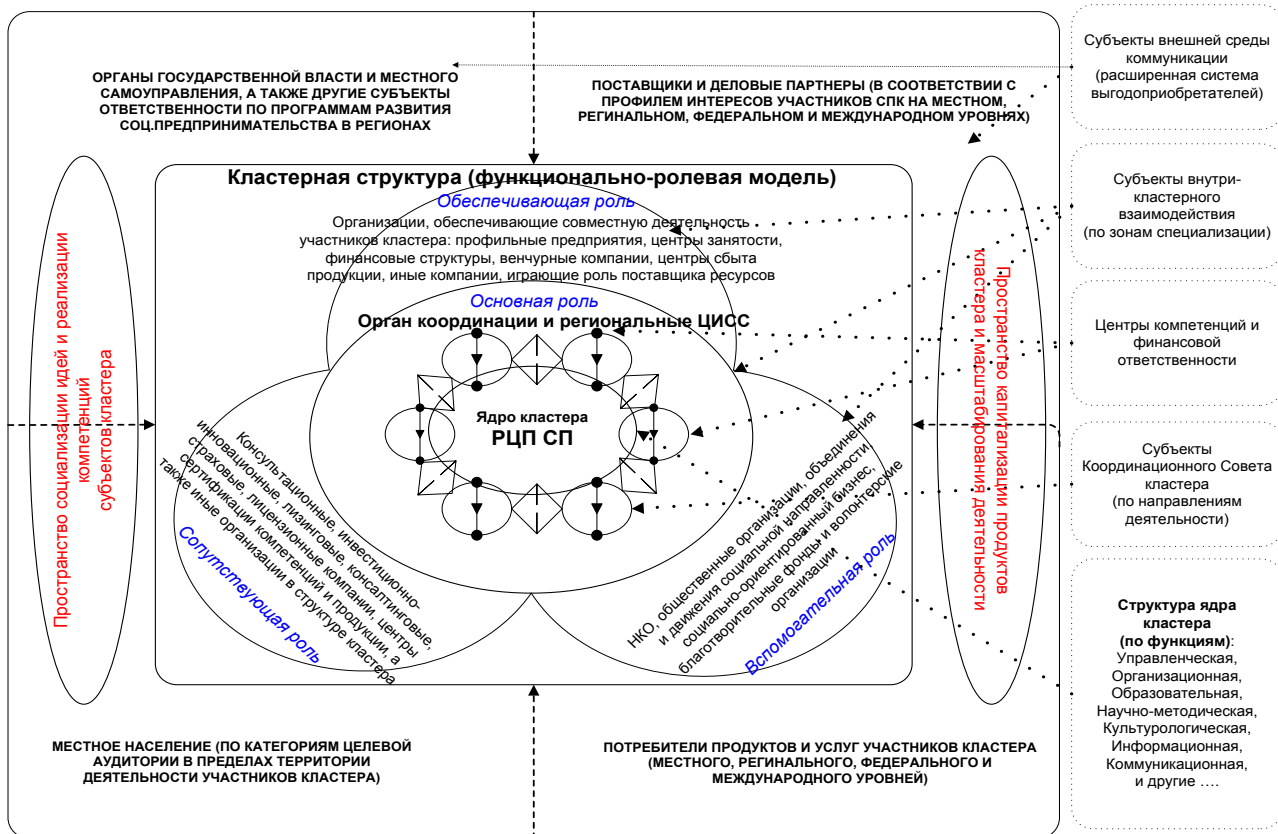 ОРГАНЫ ГОСУДАРСТВЕННОЙ ВЛАСТИ И МЕСТНОГО
САМОУПРАВЛЕНИЯ, А ТАКЖЕ ДРУГИЕ СУБЪЕКТЫ
ОТВЕТСТВЕННОСТИ ПО ПРОГРАММАМ РАЗВИТИЯ
СОЦ.ПРЕДПРИНИМАТЕЛЬСТВА В РЕГИОНАХ
ПОСТАВЩИКИ И ДЕЛОВЫЕ ПАРТНЕРЫ (В СООТВЕТСТВИИ С
ПРОФИЛЕМ ИНТЕРЕСОВ УЧАСТНИКОВ СПК НА МЕСТНОМ,
РЕГИНАЛЬНОМ, ФЕДЕРАЛЬНОМ И МЕЖДУНАРОДНОМ УРОВНЯХ)
Пространство социализации идей и реализации
компетенций
субъектов кластера
Кластерная структура (функционально-ролевая модель)
Обеспечивающая роль
Организации, обеспечивающие совместную деятельность
участников кластера: профильные предприятия, центры занятости,
финансовые структуры, венчурные компании, центры сбыта
продукции, иные компании, играющие роль поставщика ресурсов
Основная роль
Орган координации и региональные ЦИСС
Ядро кластера
РЦП СП
Консультационные, инвестиционно-
инновационные, лизинговые, консалтинговые,
страховые, лицензионные компании, центры
сертификации компетенций и продукции, а
также иные организации в структуре кластера
Сопутствующая роль
НКО, общественные организации, объединения
и движения социальной направленности,
социально-ориентированный бизнес,
благотворительные фонды и волонтерские
организации
Вспомогательная роль
Пространство капитализации продуктов
кластера и масштабирования деятельности
МЕСТНОЕ НАСЕЛЕНИЕ (ПО КАТЕГОРИЯМ ЦЕЛЕВОЙ
АУДИТОРИИ В ПРЕДЕЛАХ ТЕРРИТОРИИ
ДЕЯТЕЛЬНОСТИ УЧАСТНИКОВ КЛАСТЕРА)
ПОТРЕБИТЕЛИ ПРОДУКТОВ И УСЛУГ УЧАСТНИКОВ КЛАСТЕРА
(МЕСТНОГО, РЕГИНАЛЬНОГО, ФЕДЕРАЛЬНОГО И
МЕЖДУНАРОДНОГО УРОВНЕЙ)
Субъекты внешней среды
коммуникации
(расширенная система
выгодоприобретателей)
Субъекты внутри-
кластерного
взаимодействия
(по зонам специализации)
Центры компетенций и
финансовой
ответственности
Субъекты
Координационного Совета
кластера
(по направлениям
деятельности)
Структура ядра
кластера
(по функциям):
Управленческая,
Организационная,
Образовательная,
Научно-методическая,
Культурологическая,
Информационная,
Коммуникационная,
и другие ….